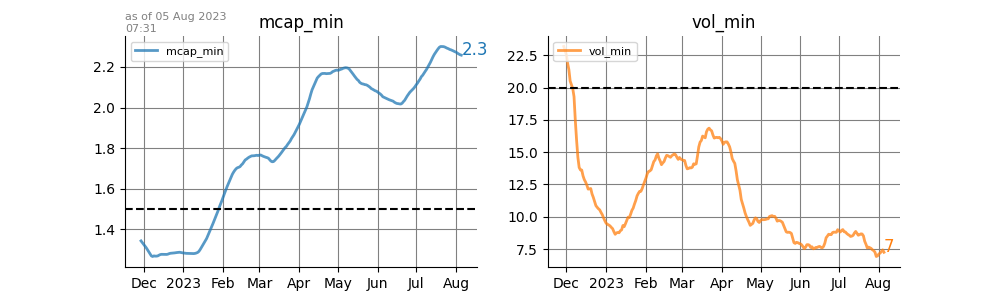 as of 05 Aug 2023
07:31
mcap_min
mcap_min
2.3
2.2
2.0
1.8
1.6
1.4
Dec 2023 Feb Mar Apr May Jun Jul Aug
vol_min
vol_min
22.5
20.0
17.5
15.0
12.5
10.0
7.5
7
Dec 2023 Feb Mar Apr May Jun Jul Aug